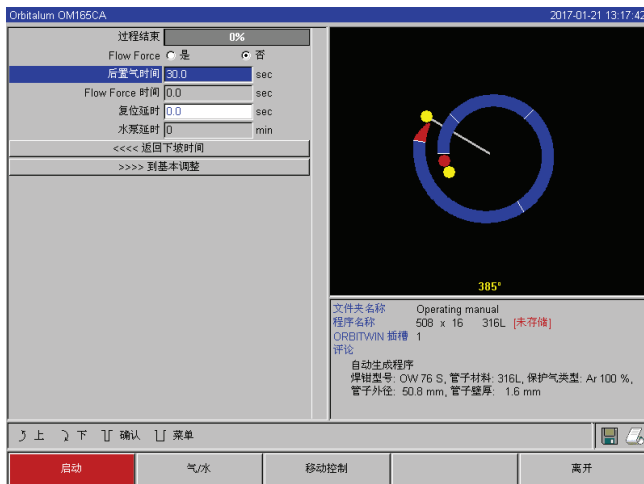 Orbitalum OM165CA 2017-01-21 13:17:42
过程结束 0%
Flow Force 是 否
后置气时间 30.0 sec
Flow Force 时间 0.0 sec
复位延时 0.0 sec
水泵延时 0 min
<<<< 返回下坡时间
>>>> 到基本调整
385°
文件夹名称 Operating manual
程序名称 508 x 16 316L [未存储]
ORBITWIN 插槽 1
评论
自动生成程序
焊钳型号: OW 76 S, 管子材料: 316L, 保护气类型: Ar 100 %,
管子外径: 50.8 mm, 管子壁厚: 1.6 mm
上 下 确认 菜单
启动 气/水 移动控制 离开